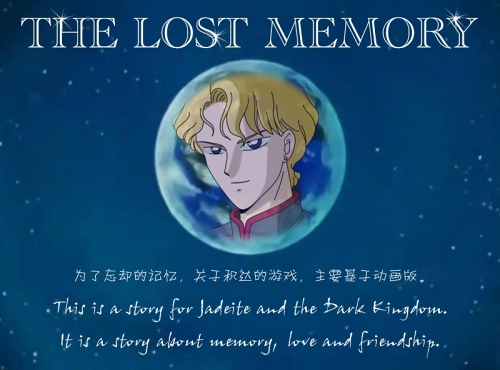 THE LOST MEMORY
为了忘却的记忆，关于积达的游戏，主要基于动画版。
This is a story for Jadeite and the Dark Kingdom.
It is a story about memory, love and friendship.